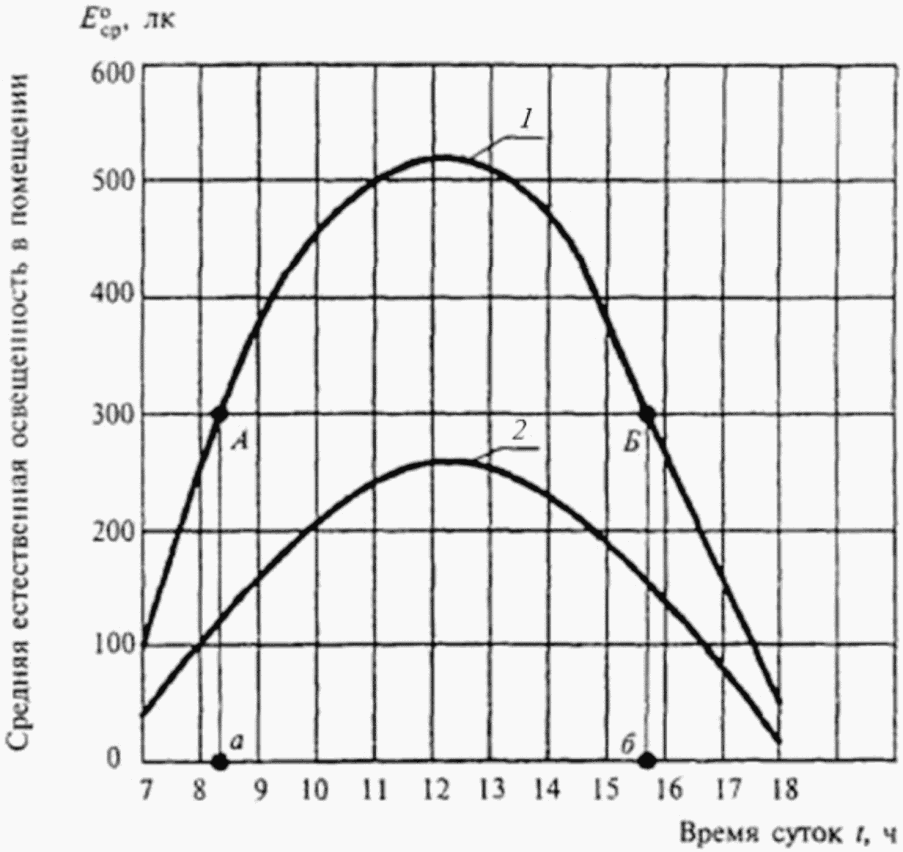 E°ср, лк
Средняя естественная освещенность в помещении
600
1
500
400
300
А
2
Б
200
100
0
а
б
7 8 9 10 11 12 13 14 15 16 17 18
Время суток t, ч